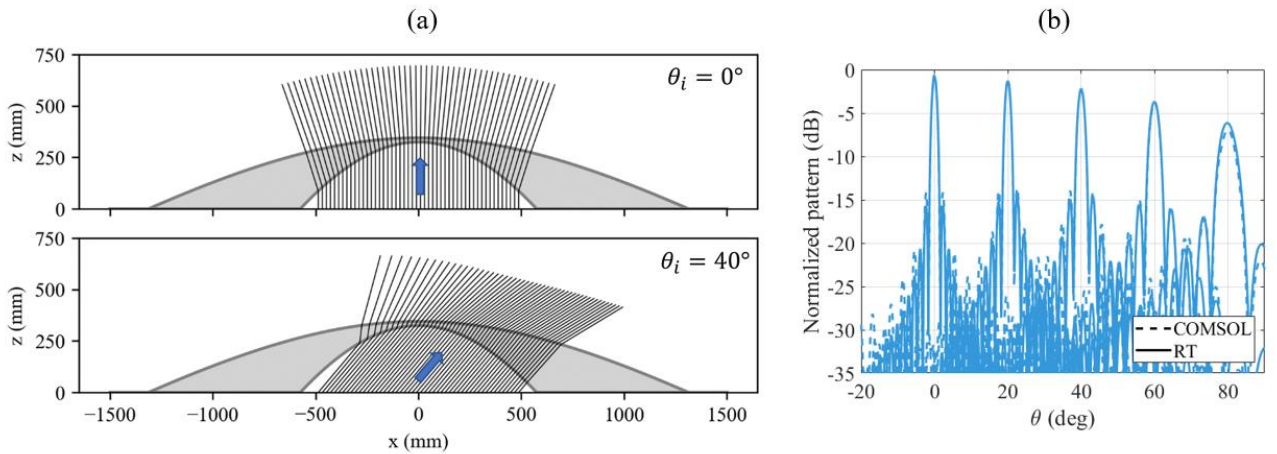 (a)
750
500
250
0
z (mm)
θᵢ = 0°
750
500
250
0
z (mm)
θᵢ = 40°
−1500
−1000
−500
0
500
1000
1500
x (mm)
(b)
0
-5
-10
-15
-20
-25
-30
-35
Normalized pattern (dB)
COMSOL
RT
-20
0
20
40
60
80
θ (deg)